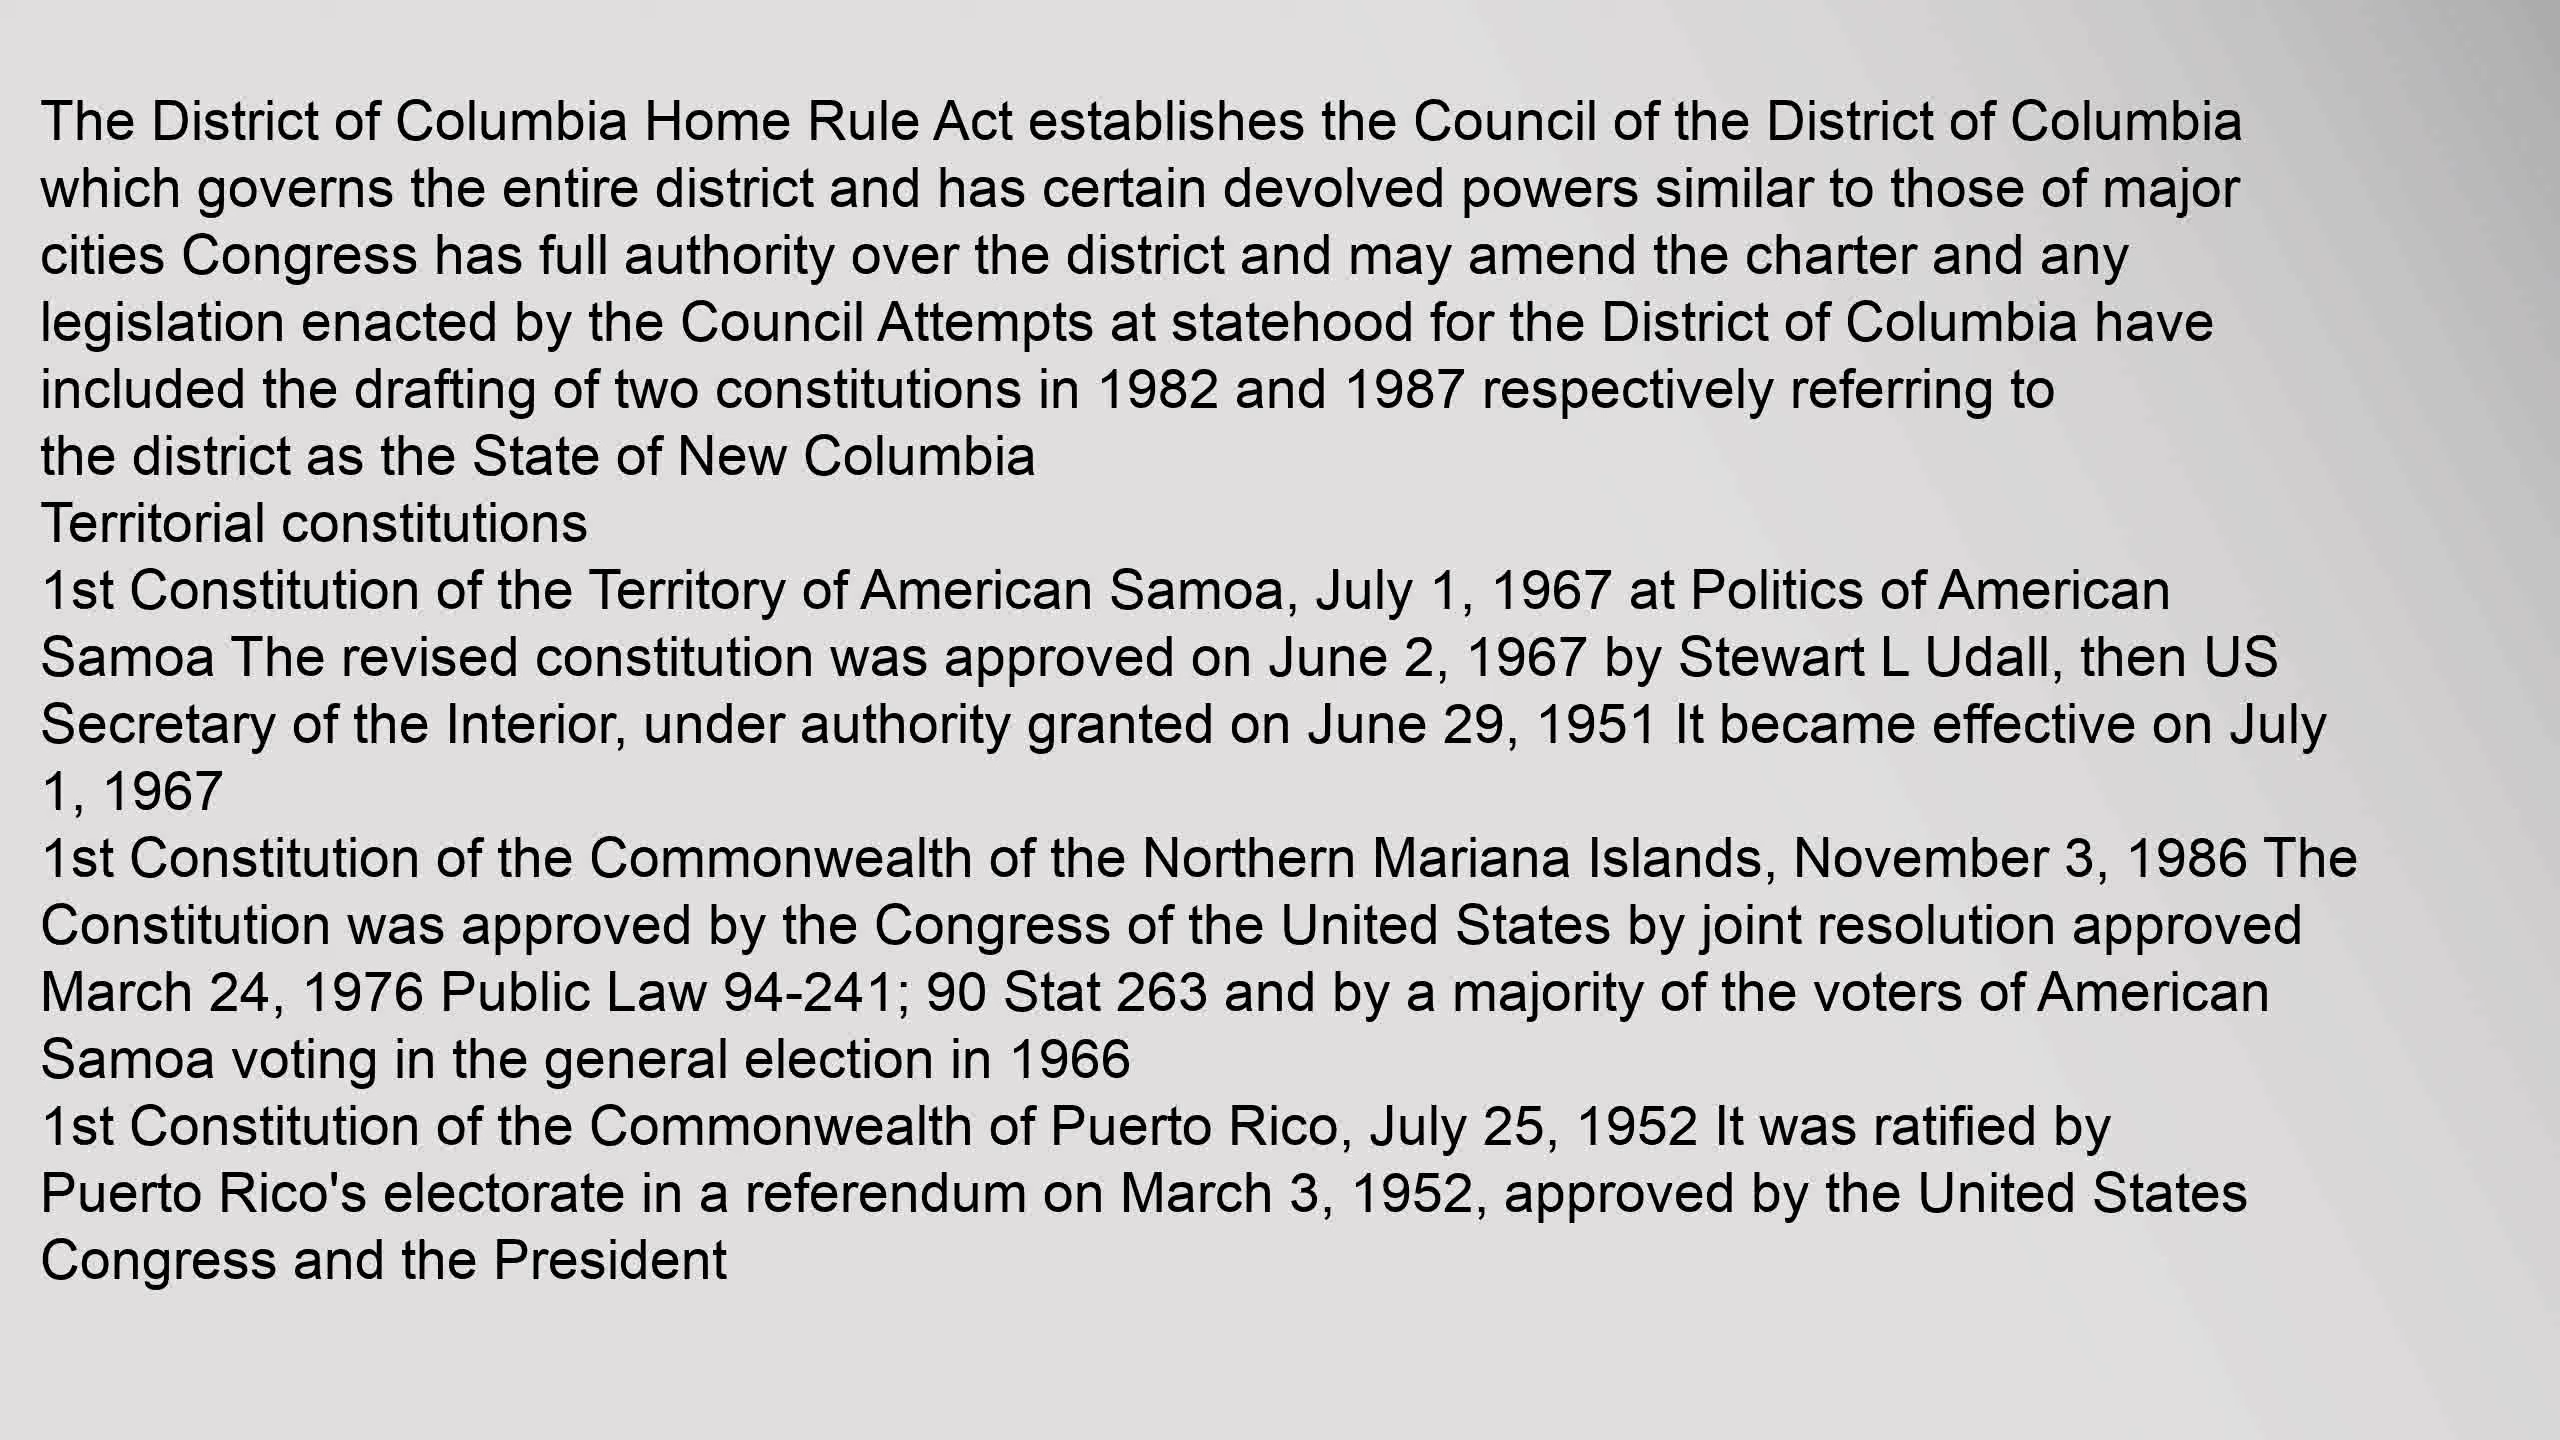 The District of Columbia Home Rule Act establishes the Council of the District of Columbia
which governs the entire district and has certain devolved powers similar to those of major
cities Congress has full authority over the district and may amend the charter and any
legislation enacted by the Council Attempts at statehood for the District of Columbia have
included the drafting of two constitutions in 1982 and 1987 respectively referring to
the district as the State of New Columbia
Territorial constitutions
1st Constitution of the Territory of American Samoa, July 1, 1967 at Politics of American
Samoa The revised constitution was approved on June 2, 1967 by Stewart L Udall, then US
Secretary of the Interior, under authority granted on June 29, 1951 It became effective on July
1, 1967
1st Constitution of the Commonwealth of the Northern Mariana Islands, November 3, 1986 The
Constitution was approved by the Congress of the United States by joint resolution approved
March 24, 1976 Public Law 94-241; 90 Stat 263 and by a majority of the voters of American
Samoa voting in the general election in 1966
1st Constitution of the Commonwealth of Puerto Rico, July 25, 1952 It was ratified by
Puerto Rico's electorate in a referendum on March 3, 1952, approved by the United States
Congress and the President